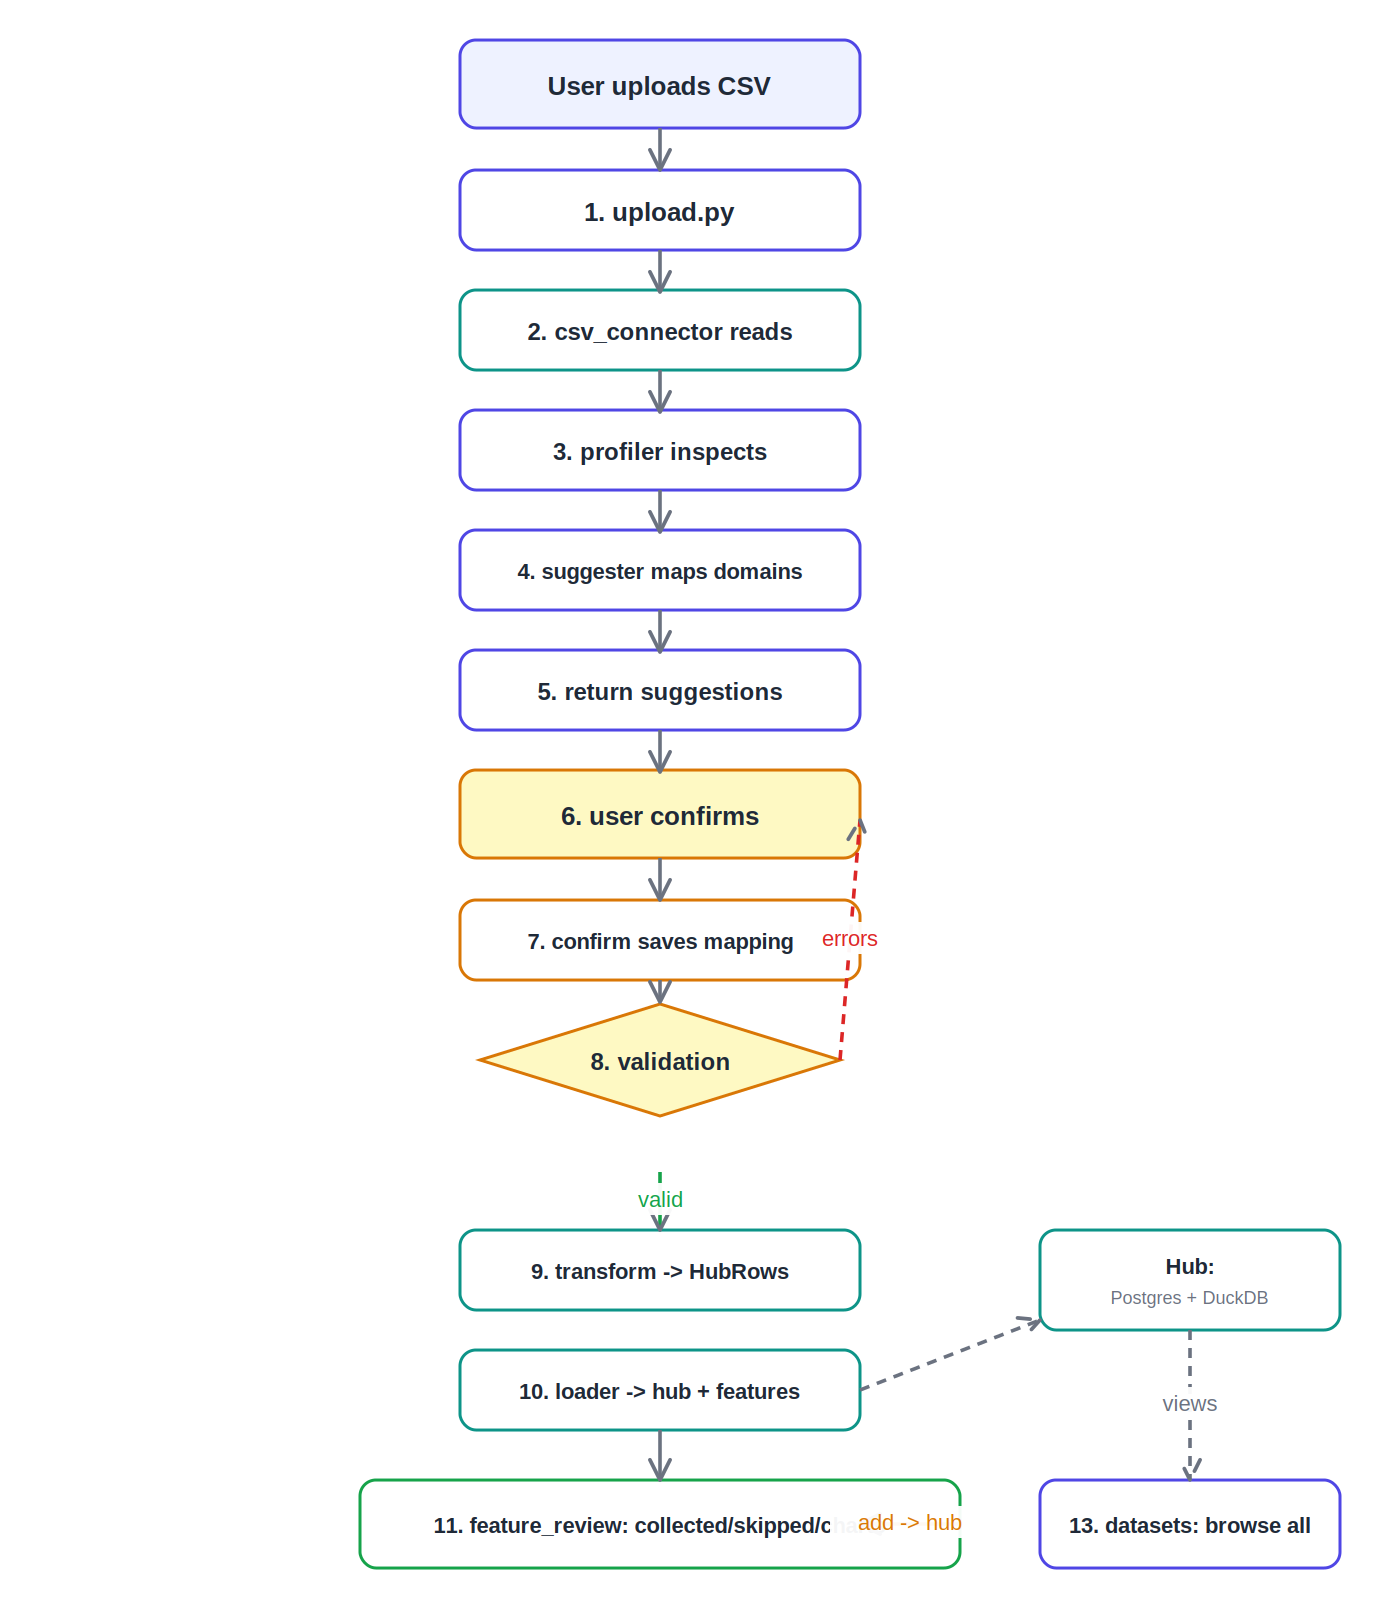 User uploads CSV
1. upload.py
2. csv_connector reads
3. profiler inspects
4. suggester maps domains
5. return suggestions
6. user confirms
7. confirm saves mapping
errors
8. validation
valid
9. transform -> HubRows
Hub:
Postgres + DuckDB
10. loader -> hub + features
views
11. feature_review: collected/skipped/
add -> hub
13. datasets: browse all